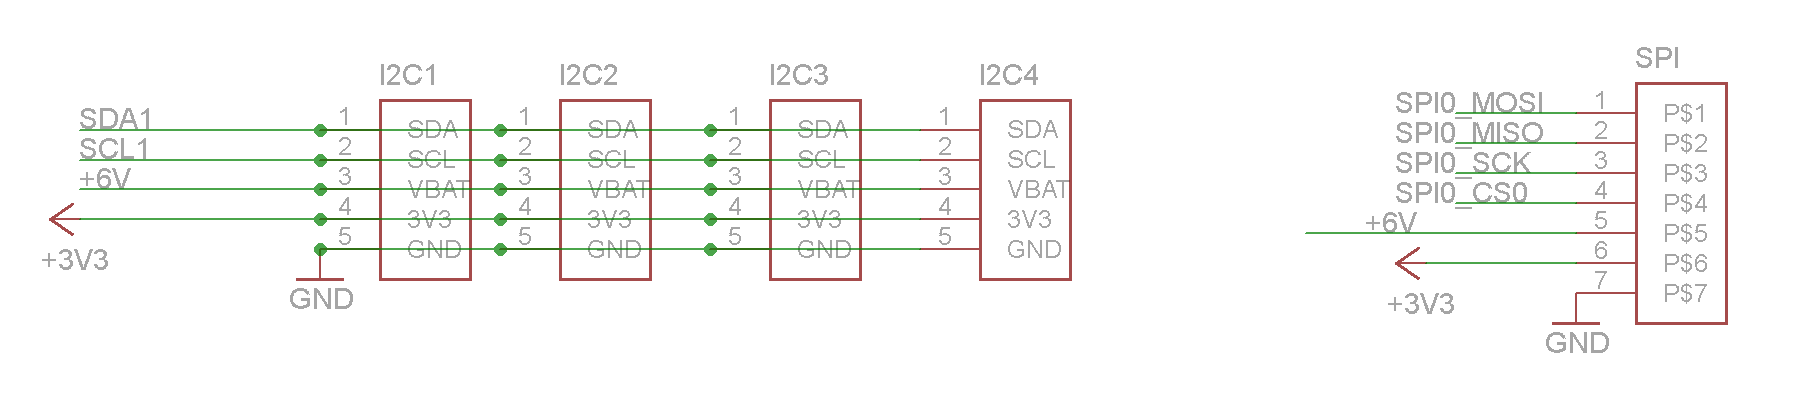 I2C1 I2C2 I2C3 I2C4
SDA1 1 SDA 1 SDA 1 SDA 1 SDA
SCL1 2 SCL 2 SCL 2 SCL 2 SCL
+6V 3 VBAT 3 VBAT 3 VBAT 3 VBAT
4 3V3 4 3V3 4 3V3 4 3V3
5 GND 5 GND 5 GND 5 GND
+3V3
GND
SPI
SPI0_MOSI 1 P$1
SPI0_MISO 2 P$2
SPI0_SCK 3 P$3
SPI0_CS0 4 P$4
+6V 5 P$5
6 P$6
7 P$7
+3V3
GND